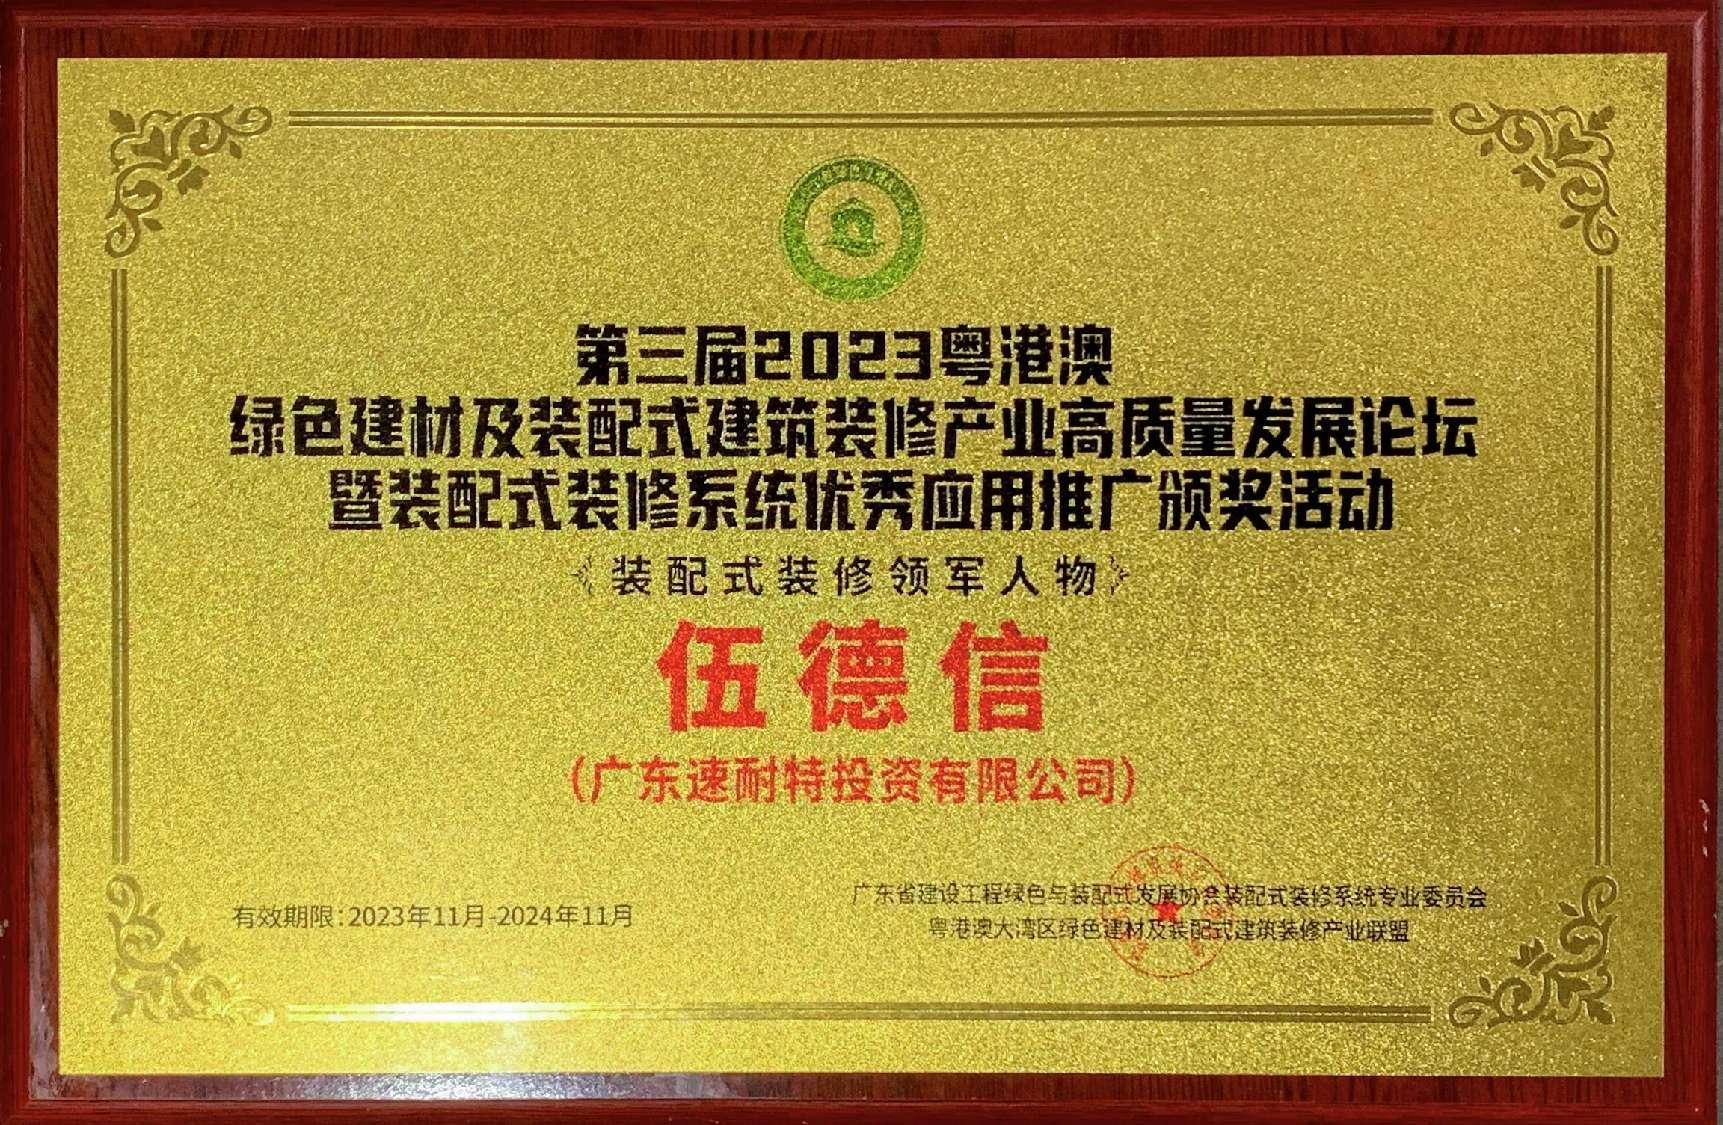 第三届2023粤港澳
绿色建材及装配式建筑装修产业高质量发展论坛
暨装配式装修系统优秀应用推广颁奖活动
装配式装修领军人物
伍德信
（广东速耐特投资有限公司）
有效期限：2023年11月-2024年11月
广东省建设工程绿色与装配式发展协会装配式装修系统专业委员会
粤港澳大湾区绿色建材及装配式建筑装修产业联盟